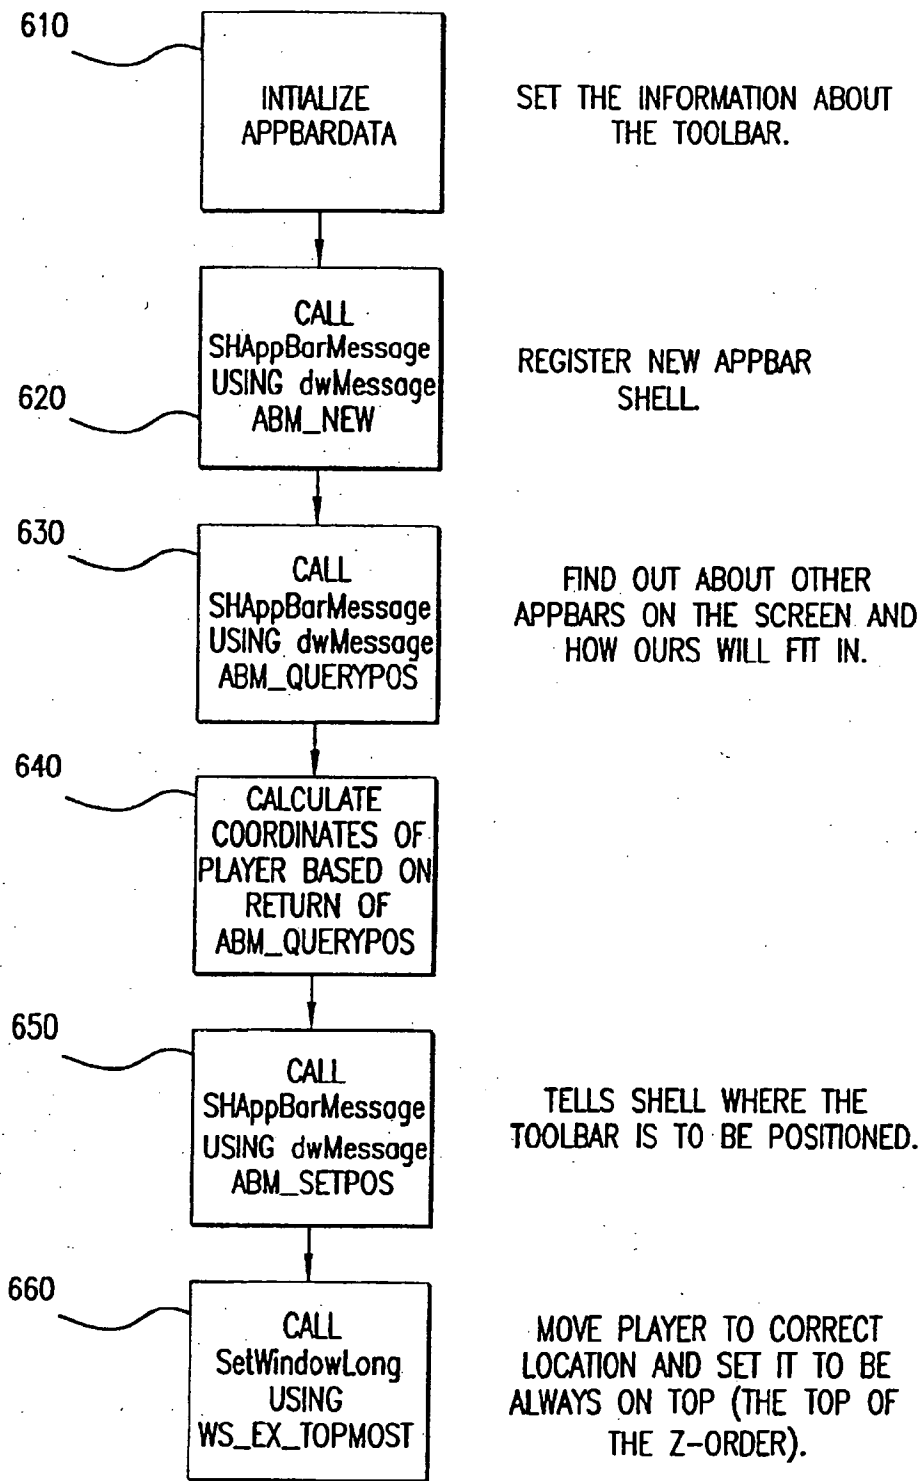 610
INTIALIZE
APPBARDATA
SET THE INFORMATION ABOUT
THE TOOLBAR.
620
CALL
SHAppBarMessage
USING dwMessage
ABM_NEW
REGISTER NEW APPBAR
SHELL.
630
CALL
SHAppBarMessage
USING dwMessage
ABM_QUERYPOS
FIND OUT ABOUT OTHER
APPBARS ON THE SCREEN AND
HOW OURS WILL FIT IN.
640
CALCULATE
COORDINATES OF
PLAYER BASED ON
RETURN OF
ABM_QUERYPOS
650
CALL
SHAppBarMessage
USING dwMessage
ABM_SETPOS
TELLS SHELL WHERE THE
TOOLBAR IS TO BE POSITIONED.
660
CALL
SetWindowLong
USING
WS_EX_TOPMOST
MOVE PLAYER TO CORRECT
LOCATION AND SET IT TO BE
ALWAYS ON TOP (THE TOP OF
THE Z-ORDER).